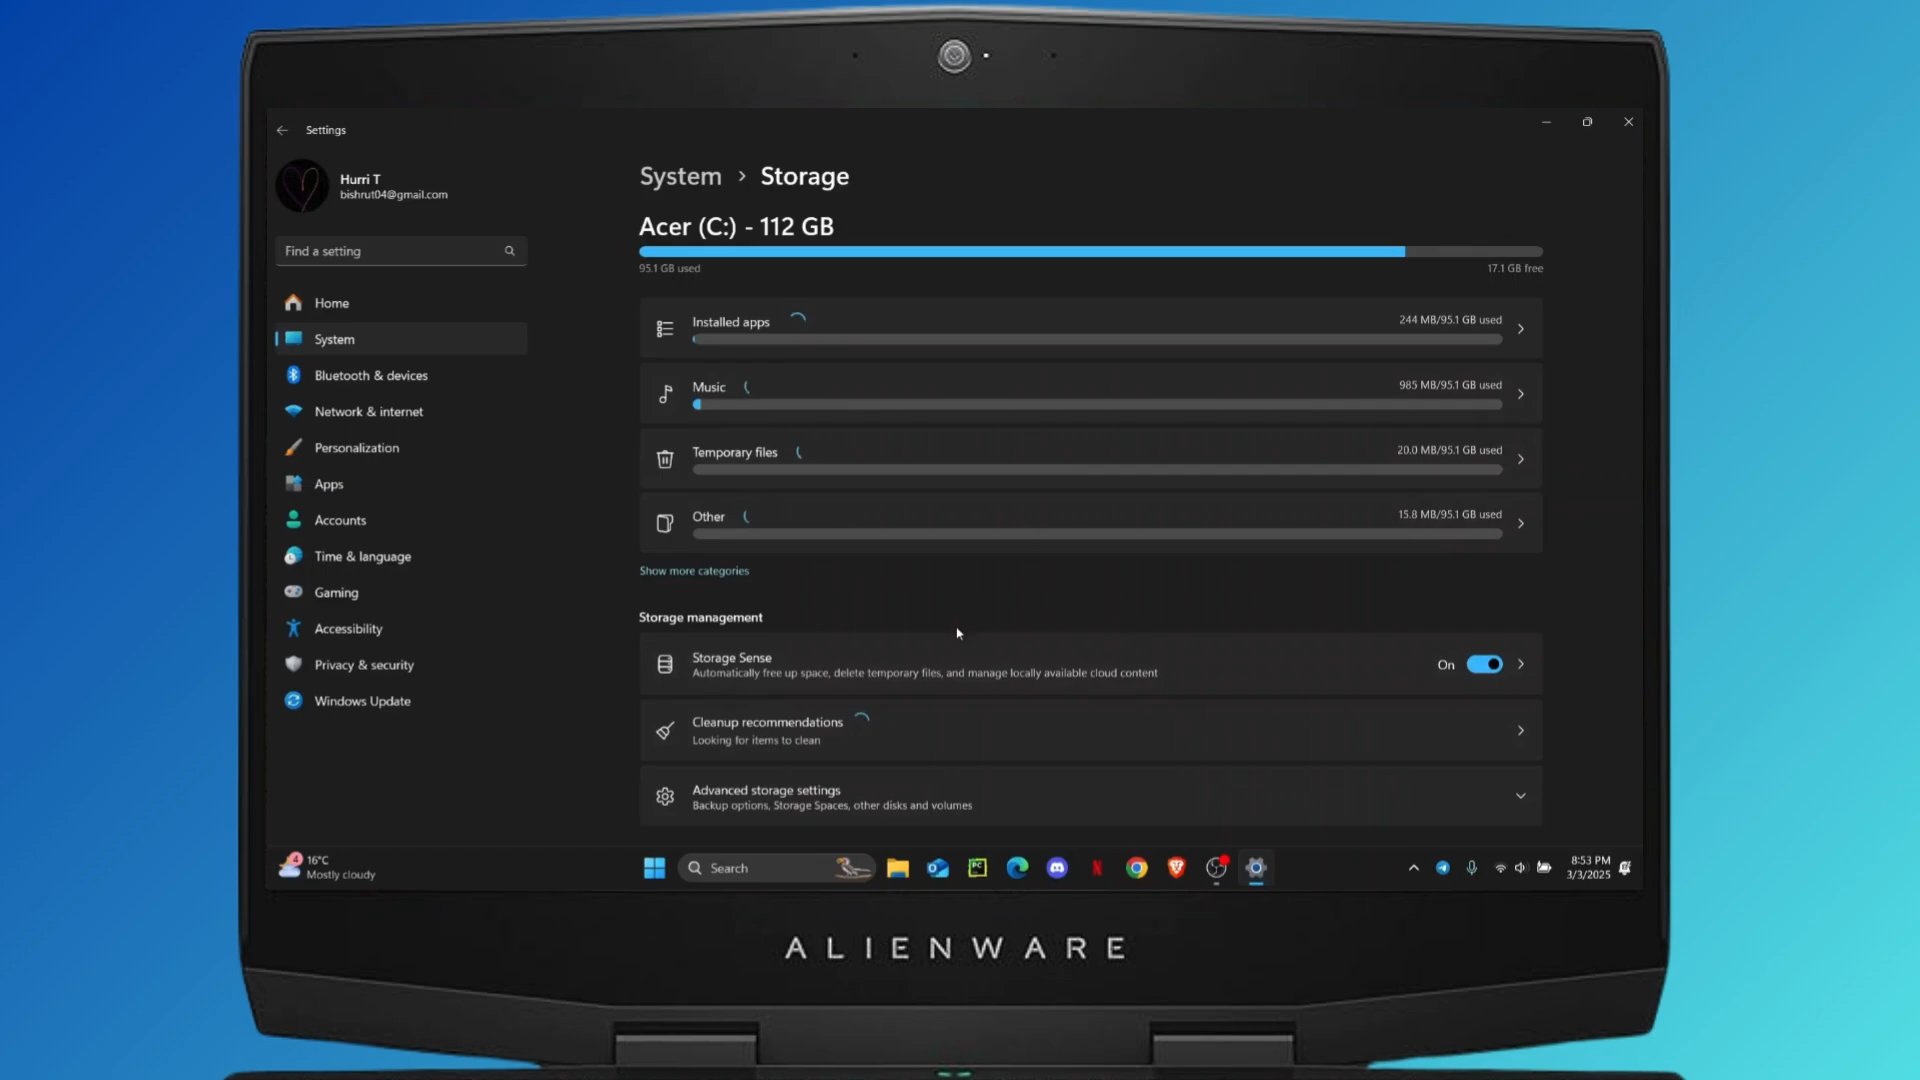 Settings
Hurri T
bishrut04@gmail.com
Find a setting
Home
System
Bluetooth & devices
Network & internet
Personalization
Apps
Accounts
Time & language
Gaming
Accessibility
Privacy & security
Windows Update
System › Storage
Acer (C:) - 112 GB
95.1 GB used 17.1 GB free
Installed apps 244 MB/95.1 GB used
Music 985 MB/95.1 GB used
Temporary files 20.0 MB/95.1 GB used
Other 15.8 MB/95.1 GB used
Show more categories
Storage management
Storage Sense
Automatically free up space, delete temporary files, and manage locally available cloud content
On
Cleanup recommendations
Looking for items to clean
Advanced storage settings
Backup options, Storage Spaces, other disks and volumes
4
16°C
Mostly cloudy
Search
PC
N
8:53 PM
3/3/2025
ALIENWARE